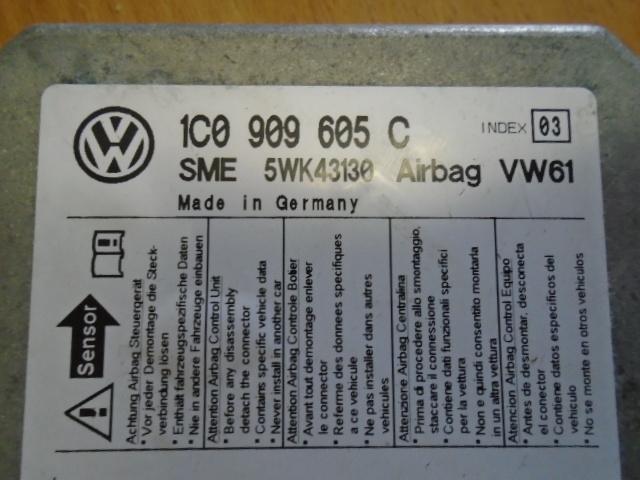 VW
1C0 909 605 C
INDEX 03
SME 5WK43130 Airbag VW61
Made in Germany
Sensor
Achtung Airbag Steuergerät
• Vor jeder Demontage die Steck-
verbindung lösen
• Enthält fahrzeugspezifische Daten
• Nie in andere Fahrzeuge einbauen
Attention Airbag Control Unit
• Before any disassembly
detach the connector
• Contains specific vehicle data
• Never install in another car
Attention Airbag Controle Boîtier
• Avant tout demontage enlever
le connector
• Referme des donnees specifiques
a ce vehicule
• Ne pas installer dans autres
vehicules
Attenzione Airbag Centralina
• Prima di procedere allo smontaggio,
staccare il connessione
• Contiene dati funzionali specifici
per la vettura
• Non e quindi consentito montarla
in un altra vettura
Atencion Airbag Control Equipo
• Antes de desmontar, desconecta
el conector
• Contiene datos especificos del
vehiculo
• No se monte en otros vehiculos